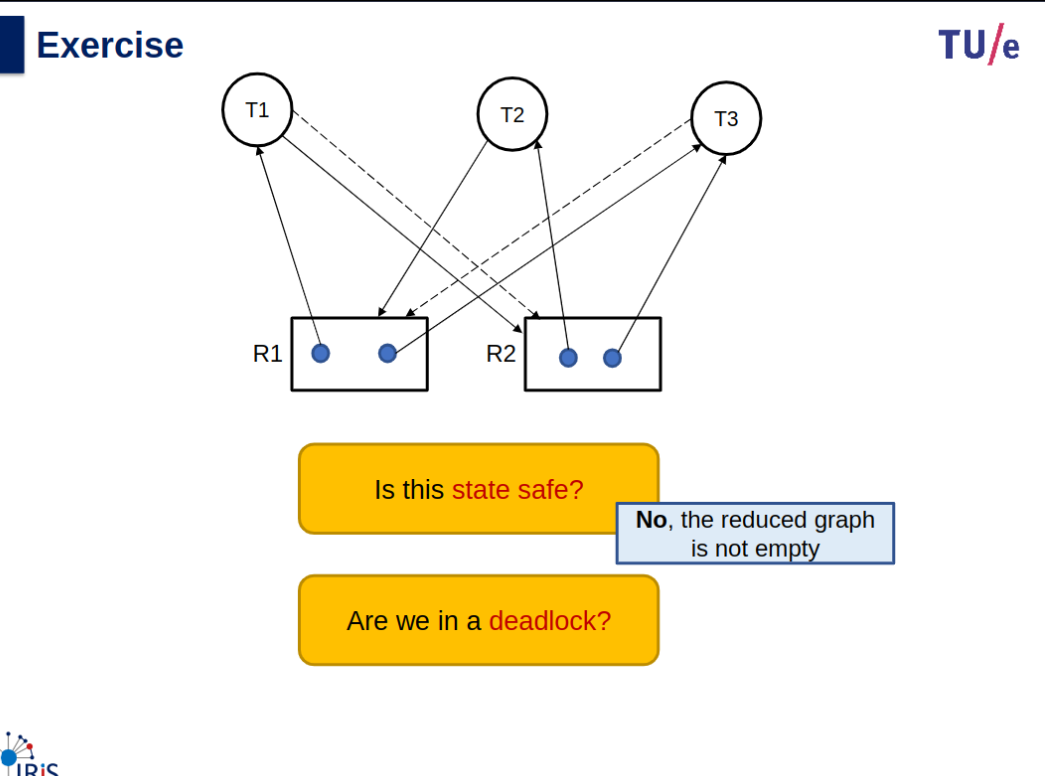 Exercise
TU/e
T1
T2
T3
R1
R2
Is this state safe?
No, the reduced graph
is not empty
Are we in a deadlock?
IRiS